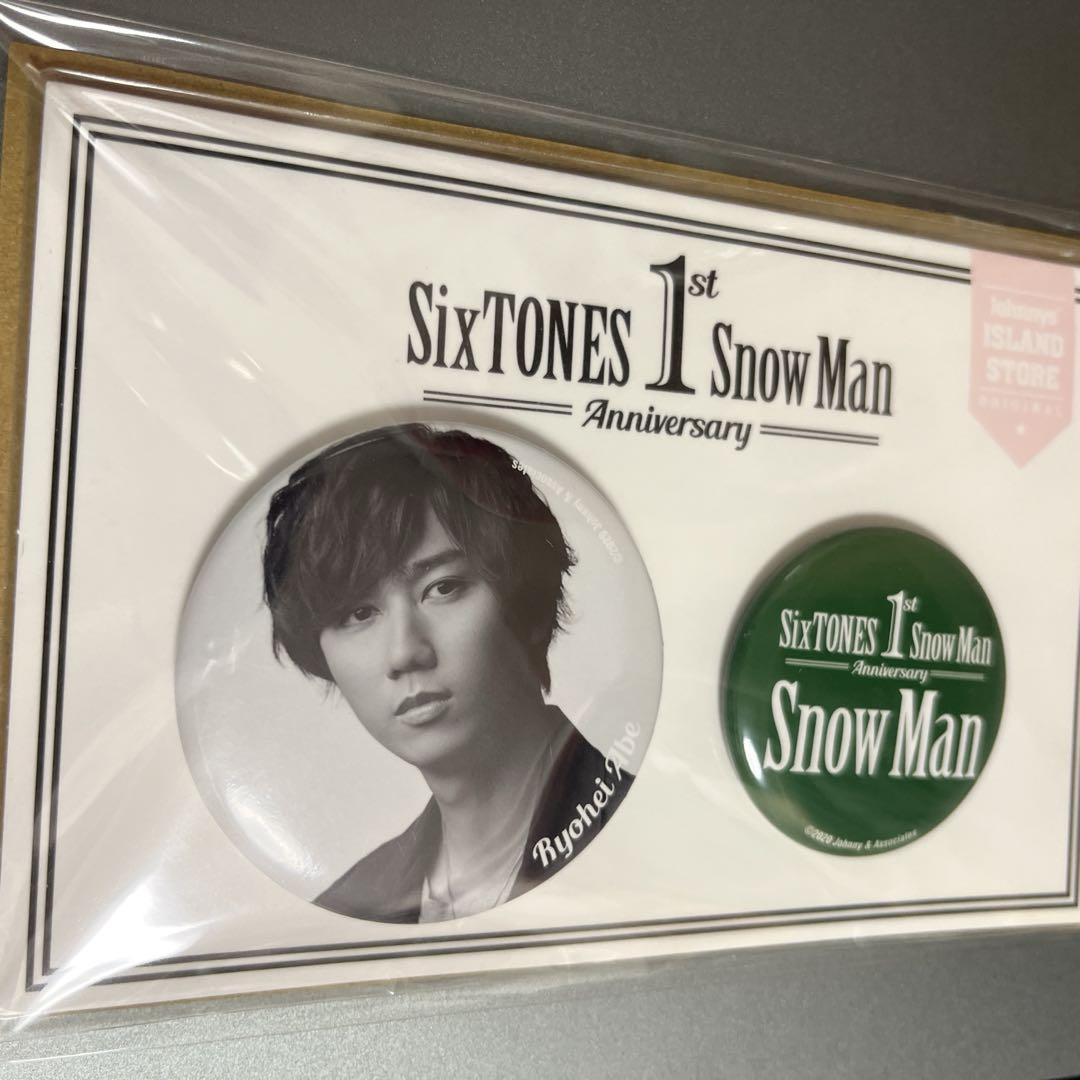 SixTONES 1st Snow Man
Anniversary
Johnnys'
ISLAND
STORE
ORIGINAL
©2020 Johnny & Associates
Ryohei Abe
SixTONES 1st Snow Man
Anniversary
Snow Man
©2020 Johnny & Associates